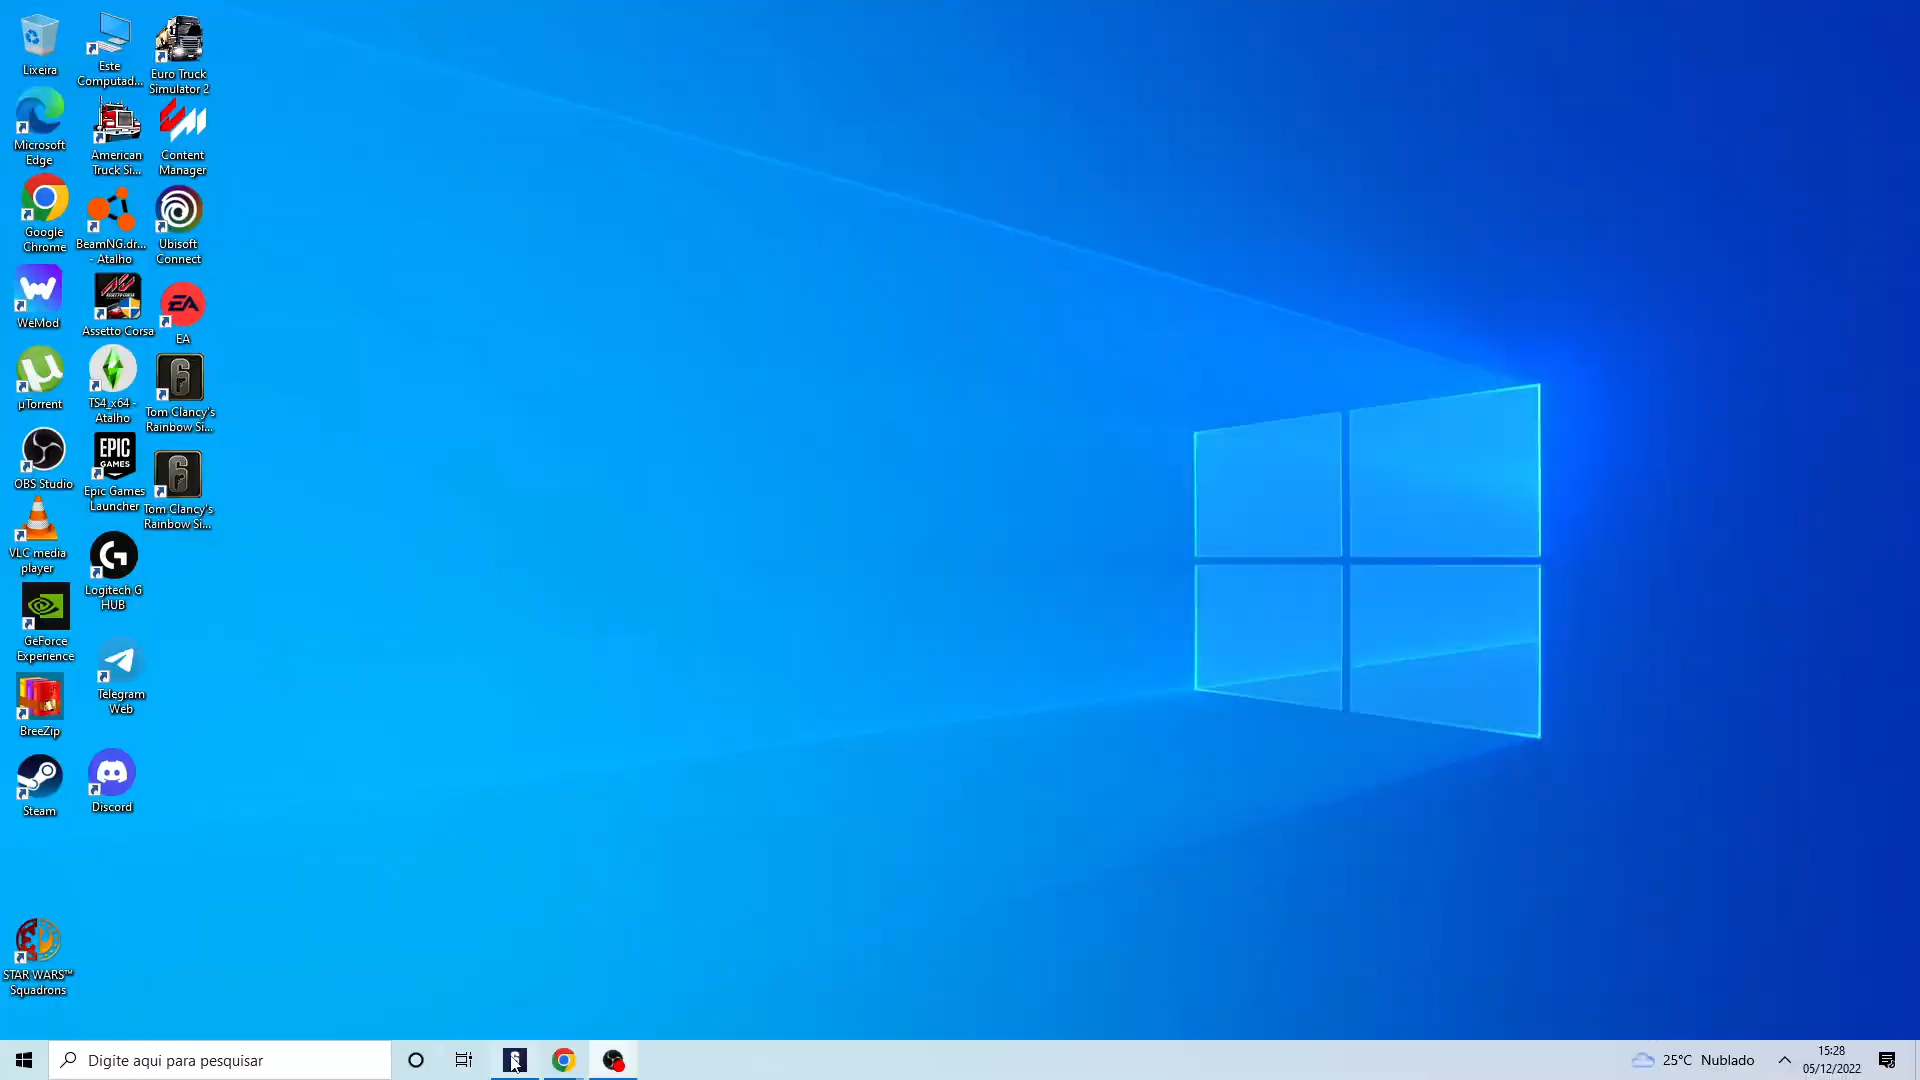 Lixeira
Este
Computad...
Euro Truck
Simulator 2
Microsoft
Edge
American
Truck Si...
Content
Manager
Google
Chrome
BeamNG.dr...
- Atalho
Ubisoft
Connect
WeMod
Assetto Corsa
EA
EA
µTorrent
TS4_x64 -
Atalho
Tom Clancy's
Rainbow Si...
OBS Studio
EPIC
GAMES
Epic Games
Launcher
Tom Clancy's
Rainbow Si...
VLC media
player
Logitech G
HUB
GeForce
Experience
Telegram
Web
BreeZip
Steam
Discord
STAR WARS™
Squadrons
Digite aqui para pesquisar
25°C Nublado
15:28
05/12/2022